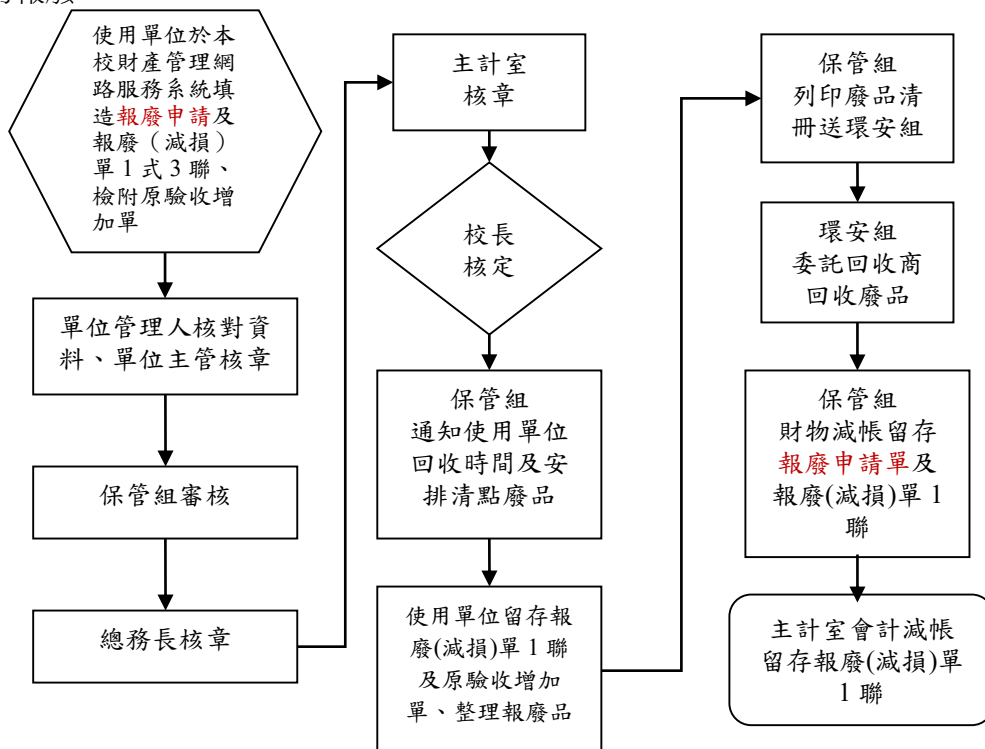 使用單位於本
校財產管理網
路服務系統填
造報廢申請及
報廢（減損）
單 1 式 3 聯、
檢附原驗收增
加單
單位管理人核對資
料、單位主管核章
保管組審核
總務長核章
主計室
核章
校長
核定
保管組
通知使用單位
回收時間及安
排清點廢品
使用單位留存報
廢(減損)單 1 聯
及原驗收增加
單、整理報廢品
保管組
列印廢品清
冊送環安組
環安組
委託回收商
回收廢品
保管組
財物減帳留存
報廢申請單及
報廢(減損)單 1
聯
主計室會計減帳
留存報廢(減損)單
1 聯